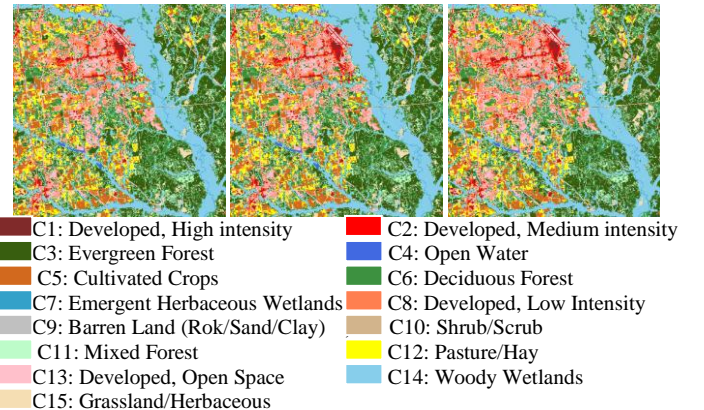 C1: Developed, High intensity C2: Developed, Medium intensity
C3: Evergreen Forest C4: Open Water
C5: Cultivated Crops C6: Deciduous Forest
C7: Emergent Herbaceous Wetlands C8: Developed, Low Intensity
C9: Barren Land (Rok/Sand/Clay) C10: Shrub/Scrub
C11: Mixed Forest C12: Pasture/Hay
C13: Developed, Open Space C14: Woody Wetlands
C15: Grassland/Herbaceous